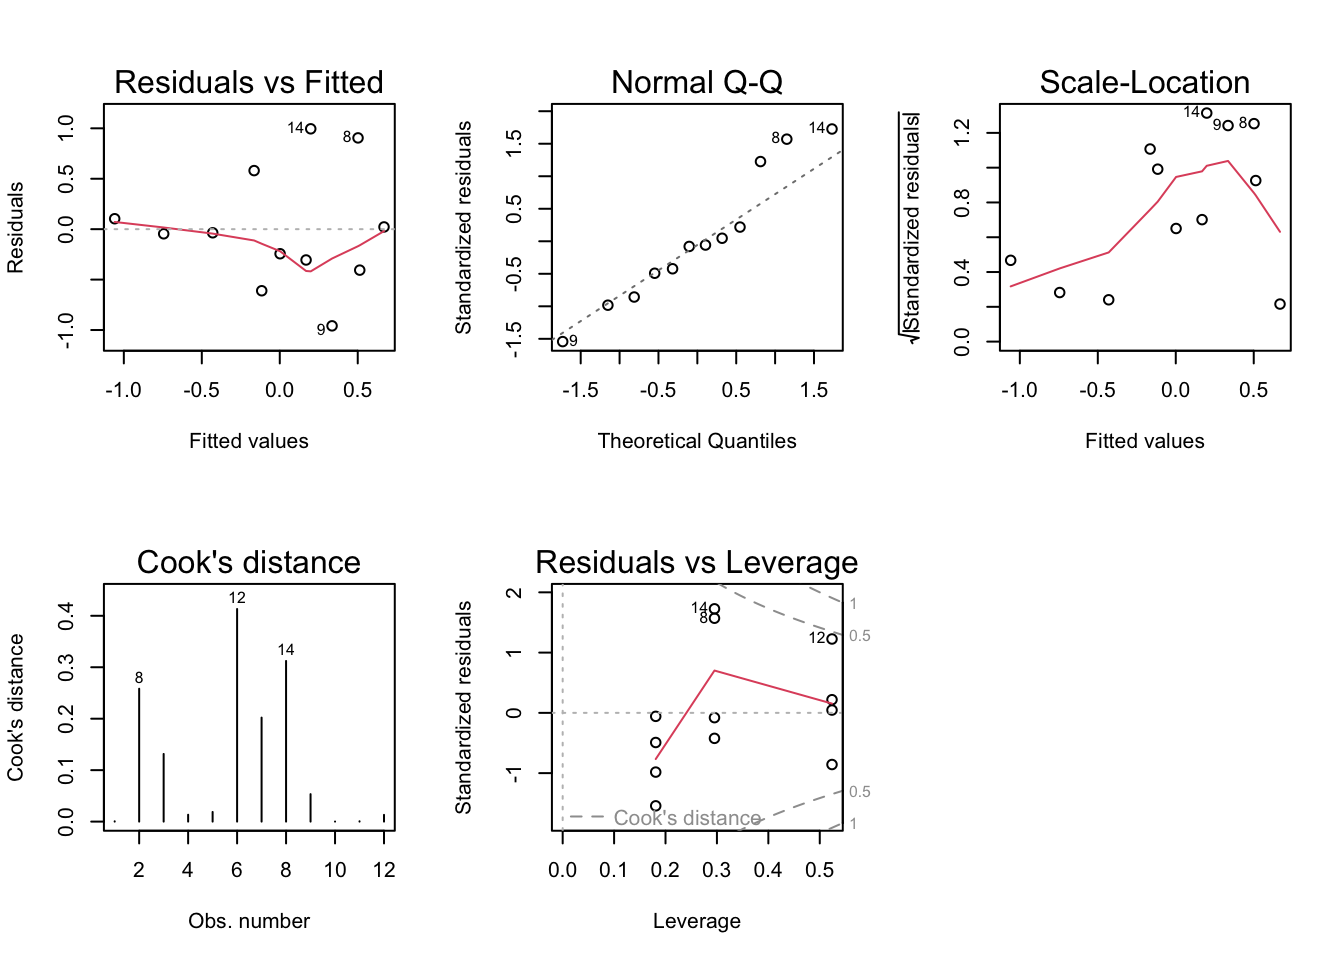 Residuals vs Fitted
Residuals
1.0
0.5
0.0
-1.0
14
8
9
-1.0 -0.5 0.0 0.5
Fitted values
Normal Q-Q
Standardized residuals
1.5
0.5
-0.5
-1.5
8
14
9
-1.5 -0.5 0.5 1.5
Theoretical Quantiles
Scale-Location
√|Standardized residuals|
1.2
0.8
0.4
0.0
14
9
8
-1.0 -0.5 0.0 0.5
Fitted values
Cook's distance
Cook's distance
0.4
0.3
0.2
0.1
0.0
8
12
14
2 4 6 8 10 12
Obs. number
Residuals vs Leverage
Standardized residuals
2
1
0
-1
14
8
12
1
0.5
0.5
1
Cook's distance
0.0 0.1 0.2 0.3 0.4 0.5
Leverage